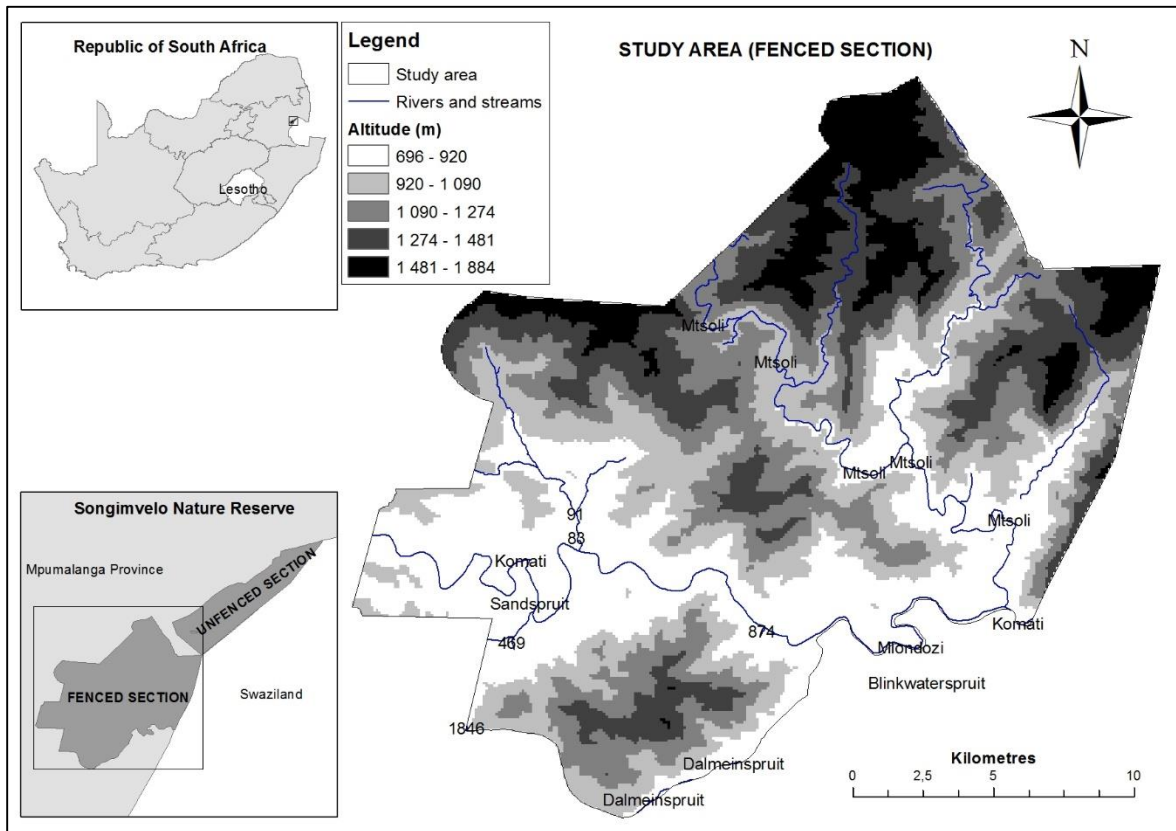 Republic of South Africa
Lesotho
Legend
Study area
Rivers and streams
Altitude (m)
696 - 920
920 - 1 090
1 090 - 1 274
1 274 - 1 481
1 481 - 1 884
STUDY AREA (FENCED SECTION)
N
Mtsoli
Mtsoli
Mtsoli
Mtsoli
Mtsoli
91
83
Komati
Sandspruit
469
874
Komati
Mlondozi
Blinkwaterspruit
1846
Dalmeinspruit
Dalmeinspruit
Songimvelo Nature Reserve
Mpumalanga Province
UNFENCED SECTION
FENCED SECTION
Swaziland
Kilometres
0 2,5 5 10